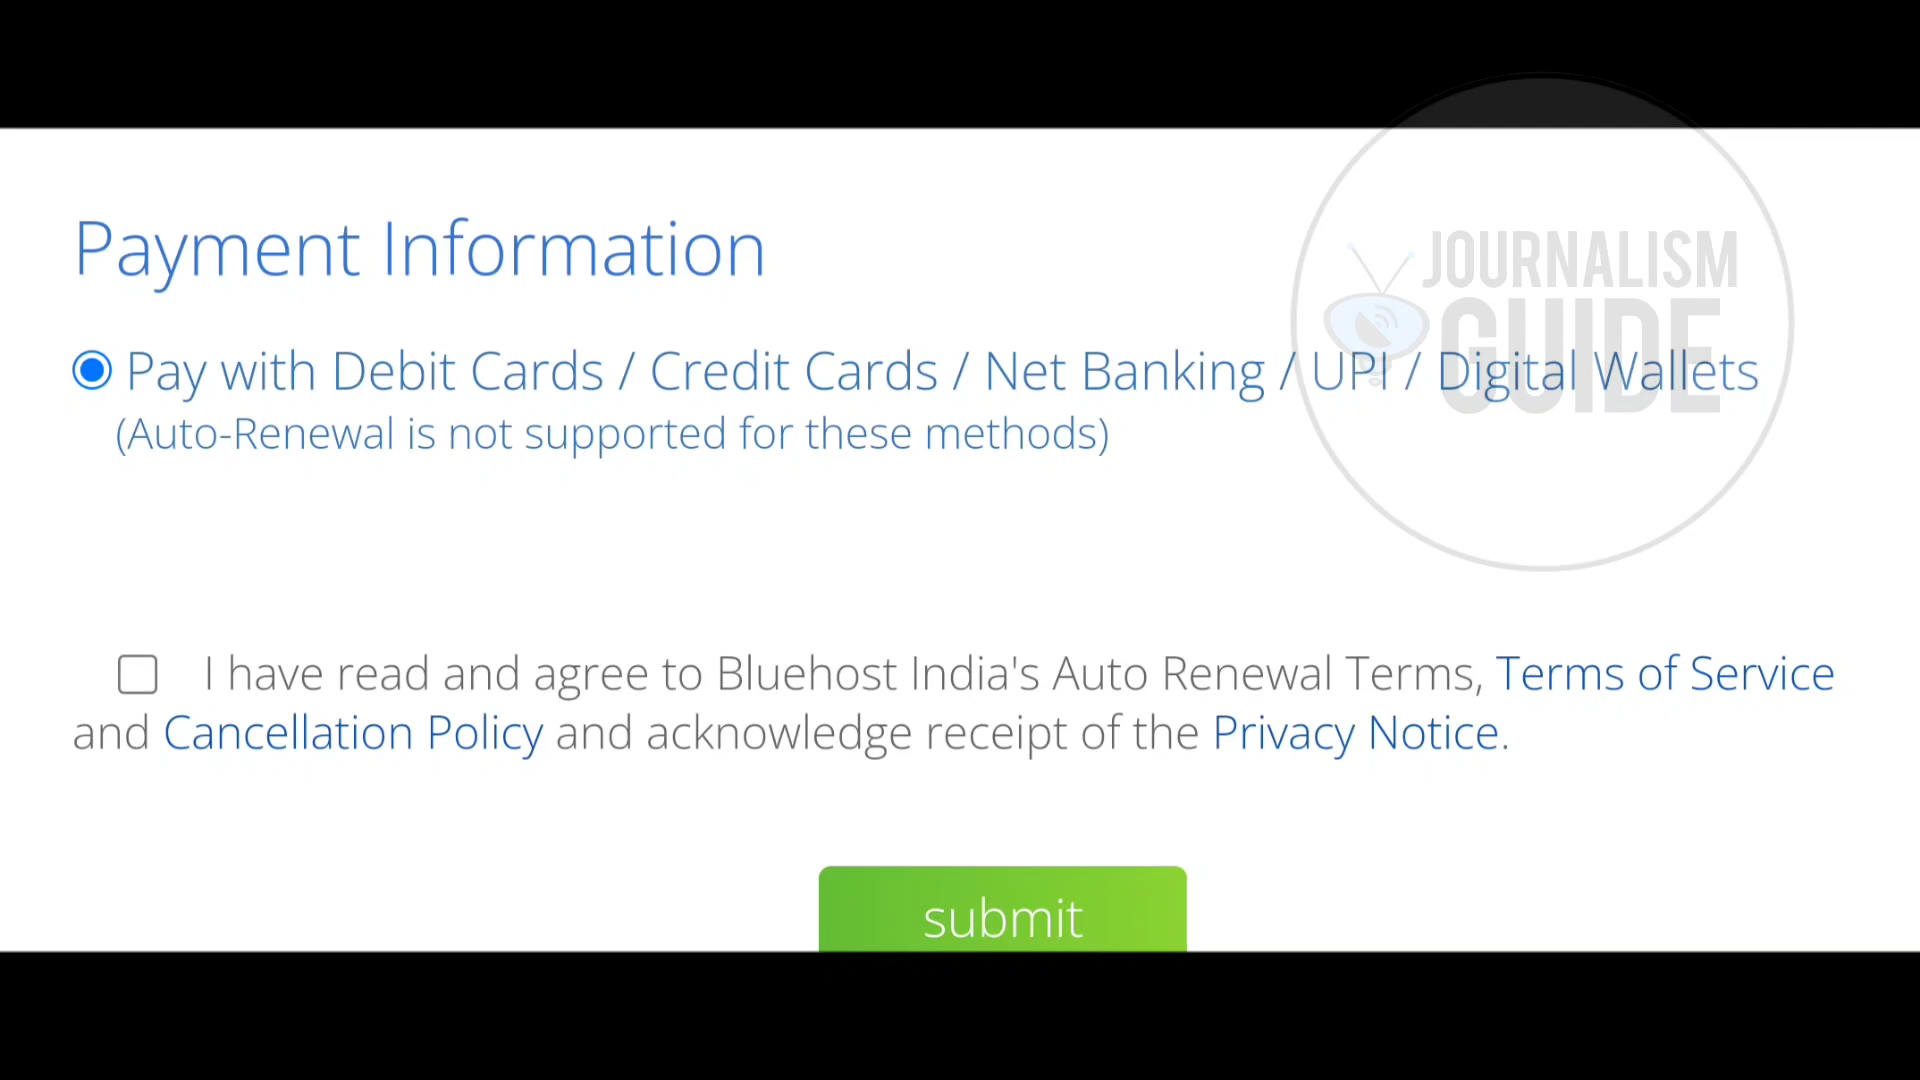 JOURNALISM
GUIDE
Payment Information
Pay with Debit Cards / Credit Cards / Net Banking / UPI / Digital Wallets
(Auto-Renewal is not supported for these methods)
I have read and agree to Bluehost India's Auto Renewal Terms, Terms of Service
and Cancellation Policy and acknowledge receipt of the Privacy Notice.
submit